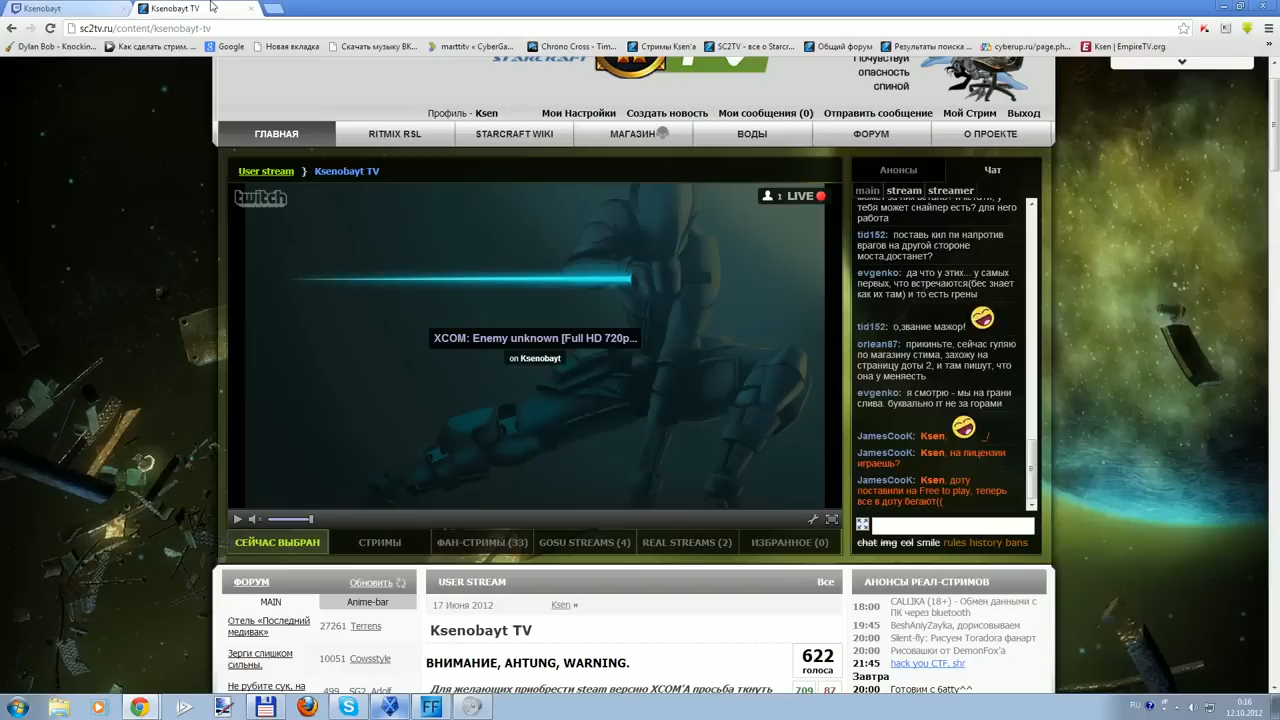 Ksenobayt
Ksenobayt TV
sc2tv.ru/content/ksenobayt-tv
Dylan Bob - Knockin...
Как сделать стрим. ...
Google
Новая вкладка
Скачать музыку ВК...
marttitv « CyberGa...
Chrono Cross - Tim...
Стримы Ksen'a
SC2TV - все о Starcr...
Общий форум
Результаты поиска ...
cyberup.ru/page.ph...
Ksen | EmpireTV.org
STARCRAFT
Почувствуй
опасность
спиной
Профиль - Ksen
Мои Настройки
Создать новость
Мои сообщения (0)
Отправить сообщение
Мой Стрим
Выход
ГЛАВНАЯ
RITMIX RSL
STARCRAFT WIKI
МАГАЗИН
ВОДЫ
ФОРУМ
О ПРОЕКТЕ
User stream } Ksenobayt TV
twitch
1 LIVE
XCOM: Enemy unknown [Full HD 720p...
on Ksenobayt
Анонсы
Чат
main stream streamer
тебя может снайпер есть? для него
работа
tid152: поставь кил пи напротив
врагов на другой стороне
моста,достанет?
evgenko: да что у этих... у самых
первых, что встречаются(бес знает
как их там) и то есть грены
tid152: о,звание мажор!
orlean87: прикиньте, сейчас гуляю
по магазину стима, захожу на
страницу доты 2, и там пишут, что
она у меняесть
evgenko: я смотрю - мы на грани
слива. буквально гг не за горами
JamesCooK: Ksen, _/
JamesCooK: Ksen, на лицензии
играешь?
JamesCooK: Ksen, доту
поставили на Free to play, теперь
все в доту бегают((
chat img col smile rules history bans
СЕЙЧАС ВЫБРАН
СТРИМЫ
ФАН-СТРИМЫ (33)
GOSU STREAMS (4)
REAL STREAMS (2)
ИЗБРАННОЕ (0)
ФОРУМ
Обновить
MAIN
Anime-bar
Отель «Последний
медивак»
27261 Terrens
Зерги слишком
сильны.
10051 Cowsstyle
Не рубите сук, на
499 SG2_Adolf
USER STREAM
Все
17 Июня 2012
Ksen »
Ksenobayt TV
ВНИМАНИЕ, AHTUNG, WARNING.
Для желающих приобрести steam версию XCOM'А просьба ткнуть
622
голоса
709 87
АНОНСЫ РЕАЛ-СТРИМОВ
18:00 CALLIKA (18+) - Обмен данными с
ПК через bluetooth
19:45 BeshAniyZayka, дорисовываем
20:00 Silent-fly: Рисуем Toradora фанарт
20:00 Рисовашки от DemonFox'а
21:45 hack you CTF, shr
Завтра
20:00 Готовим с 6atty^^
RU
0:16
12.10.2012